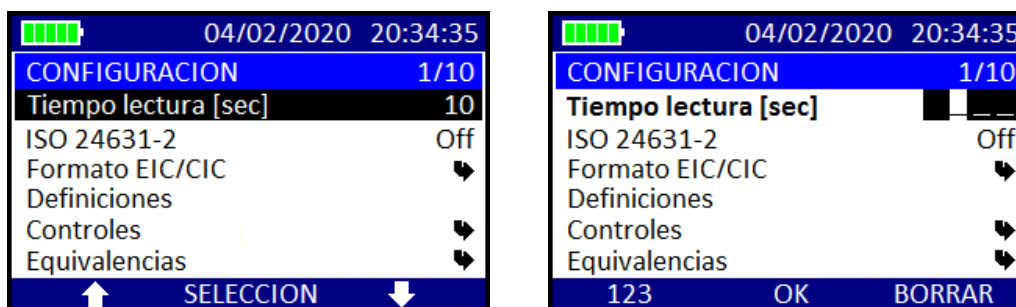 04/02/2020 20:34:35
CONFIGURACION 1/10
Tiempo lectura [sec] 10
ISO 24631-2 Off
Formato EIC/CIC
Definiciones
Controles
Equivalencias
SELECCION
04/02/2020 20:34:35
CONFIGURACION 1/10
Tiempo lectura [sec] _ _ _
ISO 24631-2 Off
Formato EIC/CIC
Definiciones
Controles
Equivalencias
123 OK BORRAR